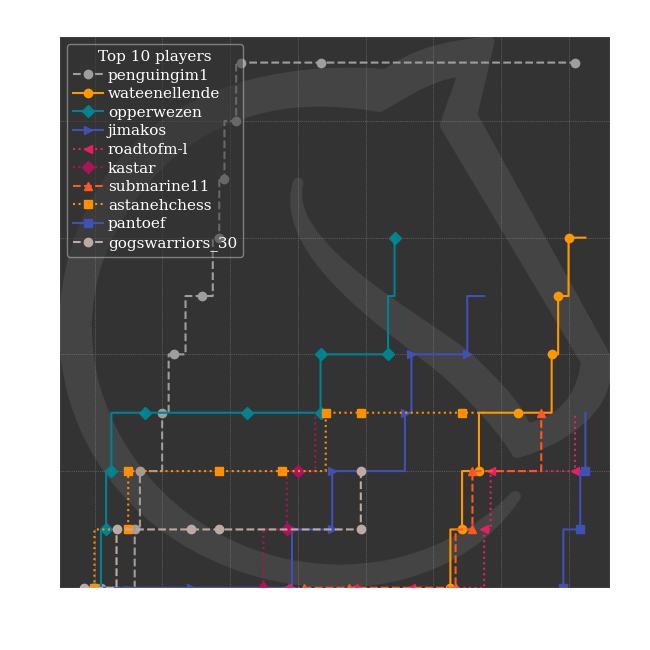 Top 10 players
penguingim1
wateenellende
opperwezen
jimakos
roadtofm-l
kastar
submarine11
astanehchess
pantoef
gogswarriors_30